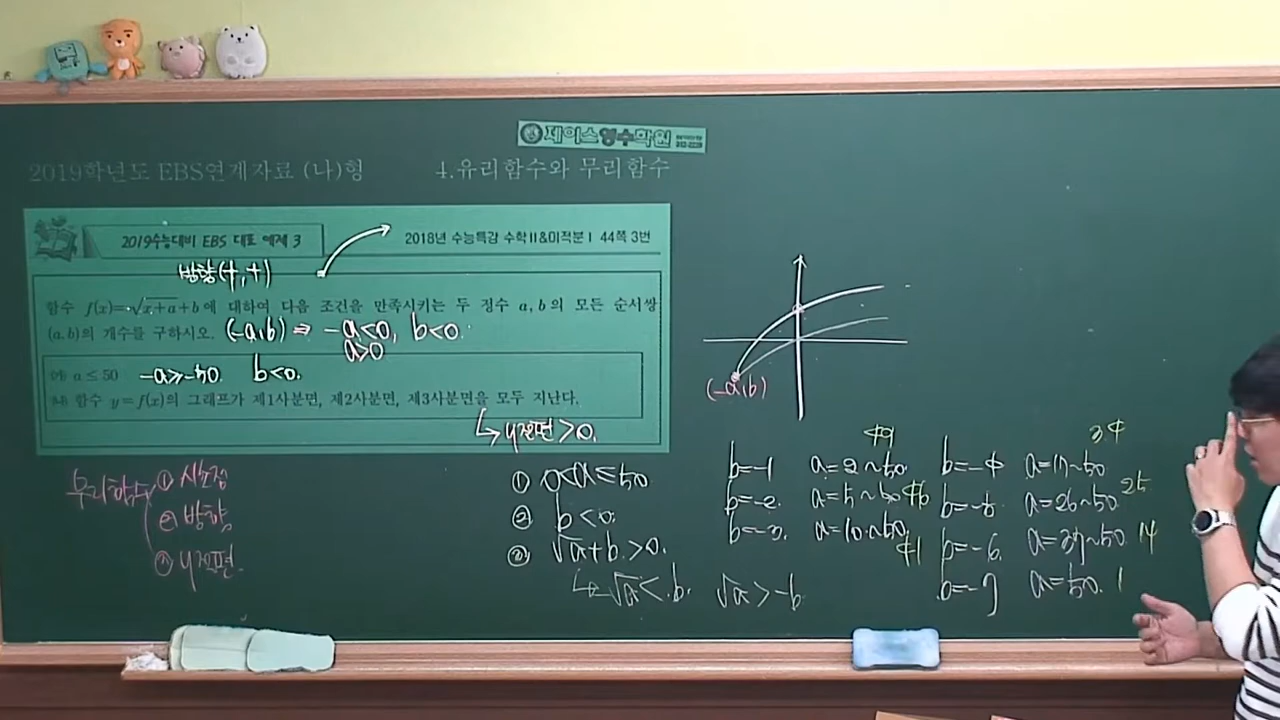 제이스영수학원
2019학년도 EBS연계자료 (나)형
4.유리함수와 무리함수
2019수능대비 EBS 대표 예제 3
2018년 수능특강 수학Ⅱ&미적분Ⅰ 44쪽 3번
방향(+,+)
함수 f(x)=√x+a+b에 대하여 다음 조건을 만족시키는 두 정수 a, b의 모든 순서쌍
(a, b)의 개수를 구하시오. (-a,b) ⇒ -a<0, b<0.
a>0
(가) a ≤ 50 -a≥-50. b<0.
(나) 함수 y=f(x)의 그래프가 제1사분면, 제2사분면, 제3사분면을 모두 지난다.
↳ y절편>0.
(-a,b)
무리함수
① 시작점
② 방향
③ y절편.
① 0<a≤50
② b<0.
③ √a+b>0.
√a > -b
b=-1 a=2~50. 49
b=-2. a=5~50 46
b=-3. a=10~50. 41
b=-4 a=17~50 34
b=-5. a=26~50. 25
b=-6. a=37~50 14
b=-7 a=50. 1